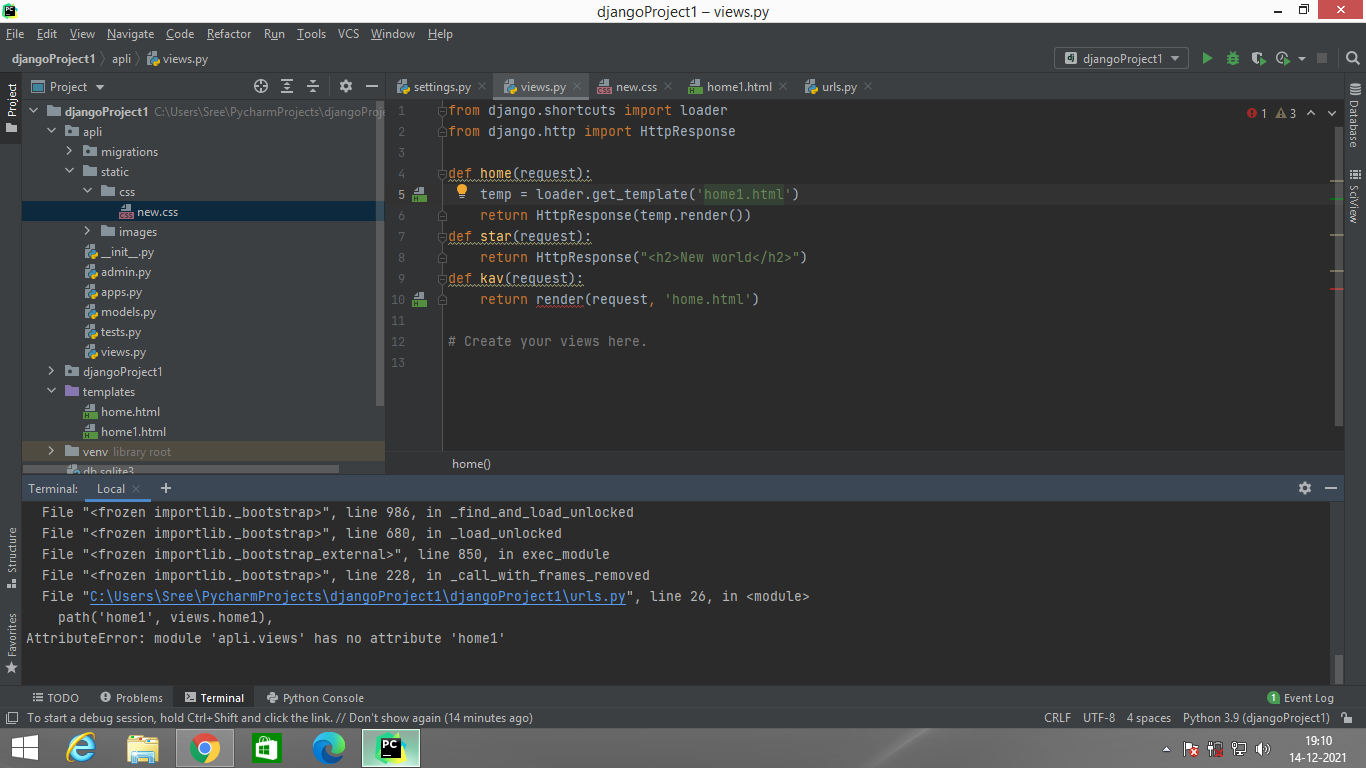 djangoProject1 – views.py
File Edit View Navigate Code Refactor Run Tools VCS Window Help
djangoProject1 apli views.py
djangoProject1
Project
Project
settings.py views.py new.css home1.html urls.py
djangoProject1 C:\Users\Sree\PycharmProjects\djangoProje
apli
migrations
static
css
new.css
images
__init__.py
admin.py
apps.py
models.py
tests.py
views.py
djangoProject1
templates
home.html
home1.html
venv library root
db.sqlite3
1 from django.shortcuts import loader
2 from django.http import HttpResponse
3
4 def home(request):
5 temp = loader.get_template('home1.html')
6 return HttpResponse(temp.render())
7 def star(request):
8 return HttpResponse("<h2>New world</h2>")
9 def kav(request):
10 return render(request, 'home.html')
11
12 # Create your views here.
13
1 3
home()
Database
SciView
Terminal: Local +
File "<frozen importlib._bootstrap>", line 986, in _find_and_load_unlocked
File "<frozen importlib._bootstrap>", line 680, in _load_unlocked
File "<frozen importlib._bootstrap_external>", line 850, in exec_module
File "<frozen importlib._bootstrap>", line 228, in _call_with_frames_removed
File "C:\Users\Sree\PycharmProjects\djangoProject1\djangoProject1\urls.py", line 26, in <module>
path('home1', views.home1),
AttributeError: module 'apli.views' has no attribute 'home1'
Structure
Favorites
TODO Problems Terminal Python Console 1 Event Log
To start a debug session, hold Ctrl+Shift and click the link. // Don't show again (14 minutes ago) CRLF UTF-8 4 spaces Python 3.9 (djangoProject1)
PC
19:10
14-12-2021